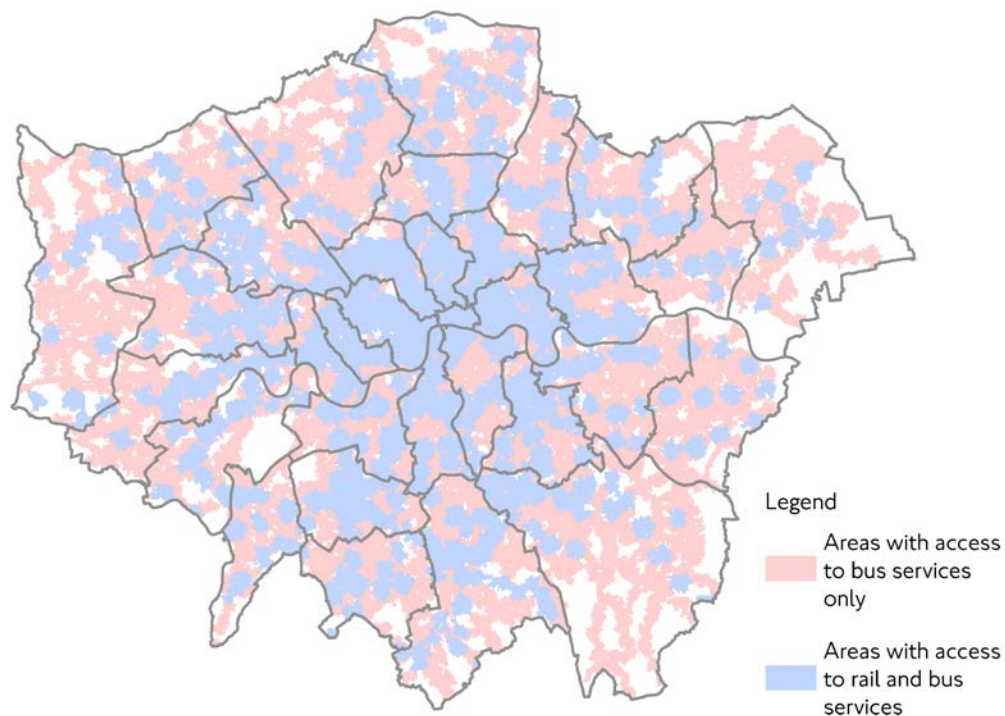 Legend
Areas with access
to bus services
only
Areas with access
to rail and bus
services